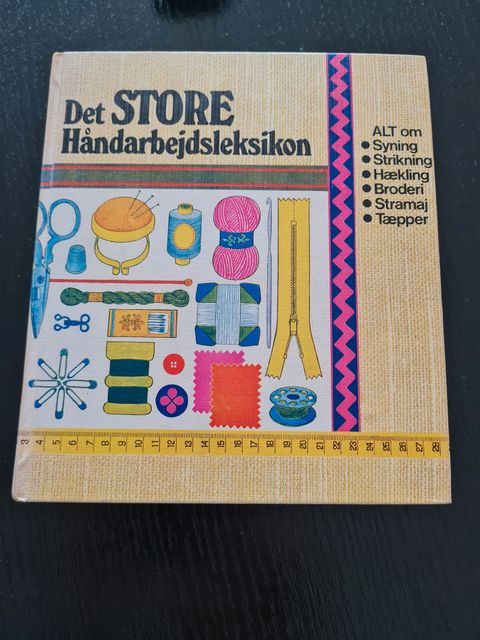 Det STORE
Håndarbejdsleksikon
ALT om
• Syning
• Strikning
• Hækling
• Broderi
• Stramaj
• Tæpper
3 4 5 6 7 8 9 10 11 12 13 14 15 16 17 18 19 20 21 22 23 24 25 26 27 28